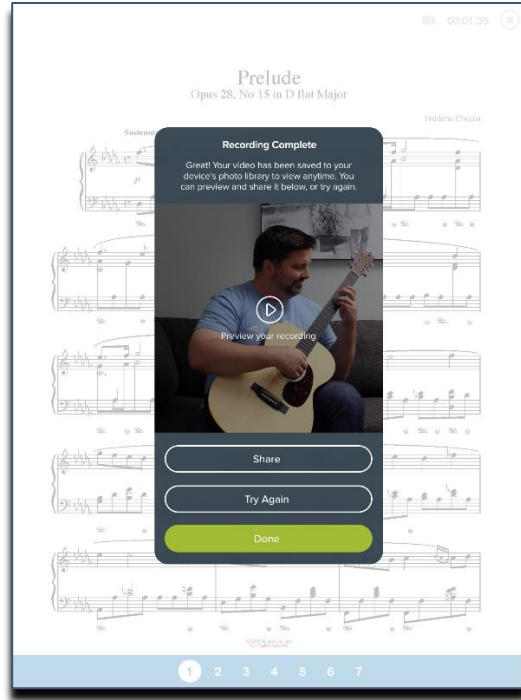 00:01:35
Prelude
Opus 28, No 15 in D flat Major
Frédéric Chopin
Sostenuto
Recording Complete
Great! Your video has been saved to your
device's photo library to view anytime. You
can preview and share it below, or try again.
p
Preview your recording
Share
Try Again
Done
1 2 3 4 5 6 7